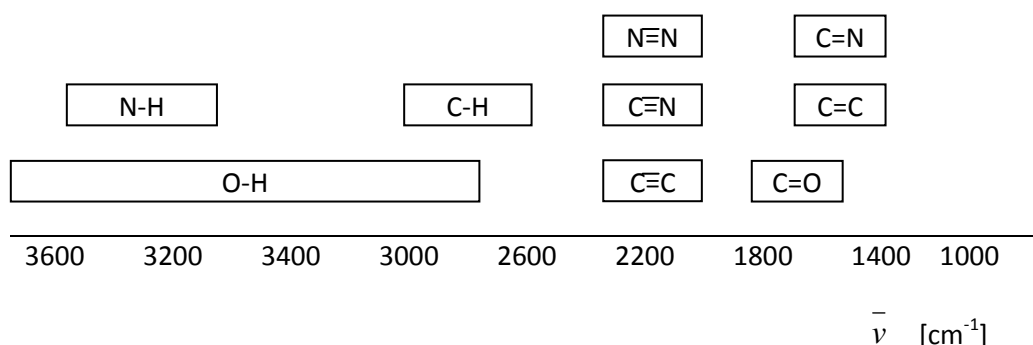 N≡N C=N
N-H C-H C≡N C=C
O-H C≡C C=O
3600 3200 3400 3000 2600 2200 1800 1400 1000
v̅ [cm⁻¹]